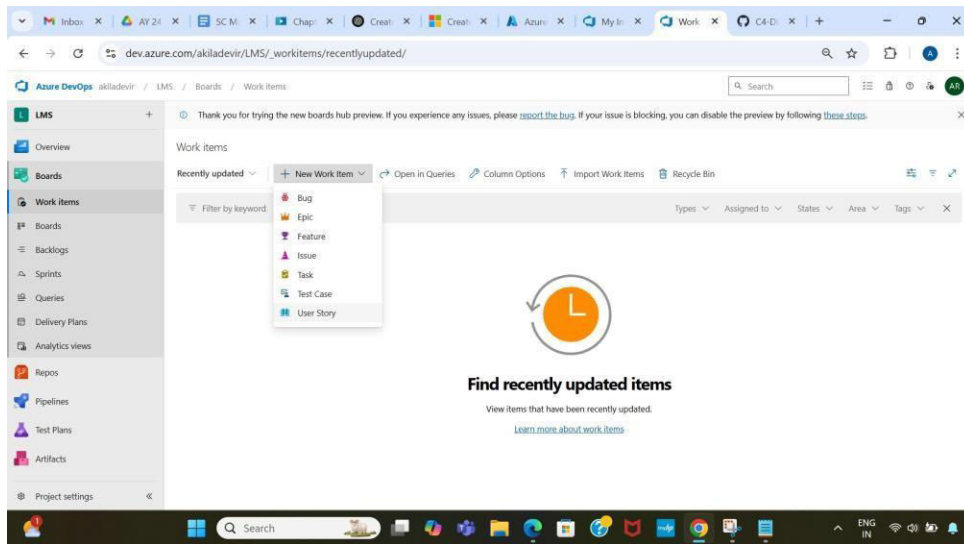 Inbox AY 24 SC M Chap Creat Creat Azure My In Work C4-Di
dev.azure.com/akiladevir/LMS/_workitems/recentlyupdated/ A
Azure DevOps akiladevir / LMS / Boards / Work items Search AR
L LMS + Thank you for trying the new boards hub preview. If you experience any issues, please report the bug. If your issue is blocking, you can disable the preview by following these steps.
Overview
Work items
Boards
Recently updated + New Work Item Open in Queries Column Options Import Work Items Recycle Bin
Work items
Filter by keyword Types Assigned to States Area Tags
Boards
Backlogs
Sprints
Queries
Delivery Plans
Analytics views
Repos
Pipelines
Test Plans
Artifacts
Project settings
Bug
Epic
Feature
Issue
Task
Test Case
User Story
Find recently updated items
View items that have been recently updated.
Learn more about work items
Search ENG
IN